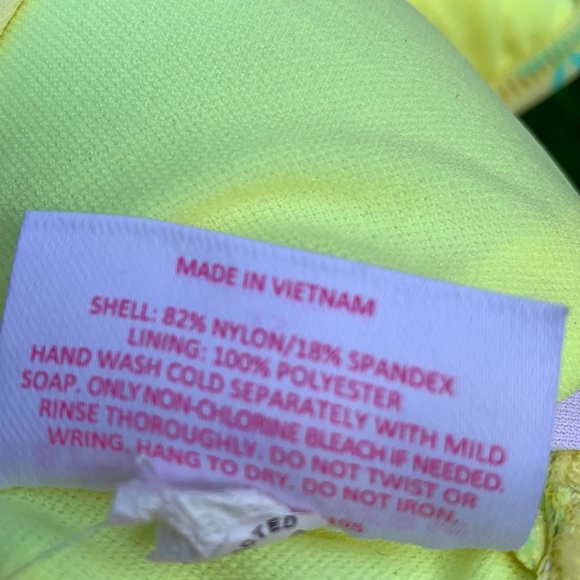 MADE IN VIETNAM
SHELL: 82% NYLON/18% SPANDEX
LINING: 100% POLYESTER
HAND WASH COLD SEPARATELY WITH MILD
SOAP. ONLY NON-CHLORINE BLEACH IF NEEDED.
RINSE THOROUGHLY. DO NOT TWIST OR
WRING. HANG TO DRY. DO NOT IRON.